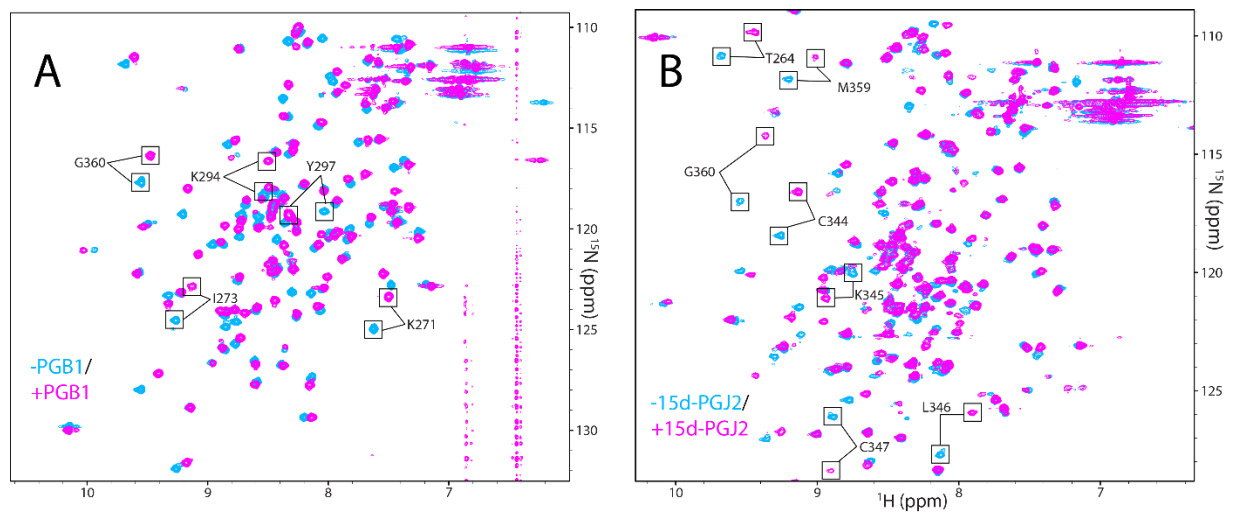 A
G360
K294
Y297
I273
K271
-PGB1/
+PGB1
110
115
120
125
130
¹⁵N (ppm)
10
9
8
7
B
T264
M359
G360
C344
K345
L346
C347
-15d-PGJ2/
+15d-PGJ2
110
115
120
125
¹⁵N (ppm)
10
9
8
7
¹H (ppm)